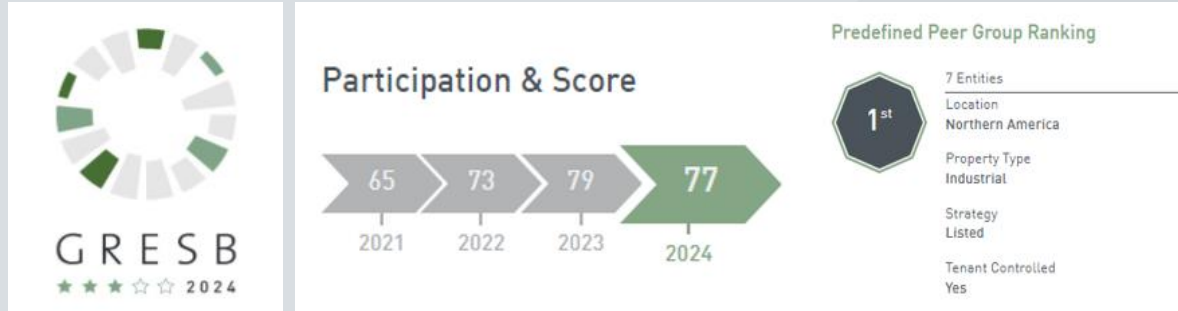 GRESB
2024
Participation & Score
65 73 79 77
2021 2022 2023 2024
Predefined Peer Group Ranking
1st
7 Entities
Location
Northern America
Property Type
Industrial
Strategy
Listed
Tenant Controlled
Yes